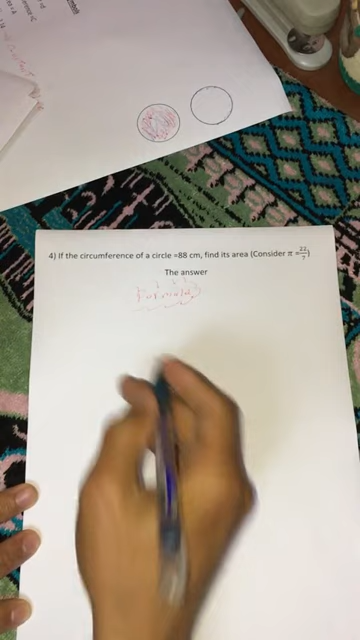 4) If the circumference of a circle =88 cm, find its area (Consider π =22/7)
The answer
Formula